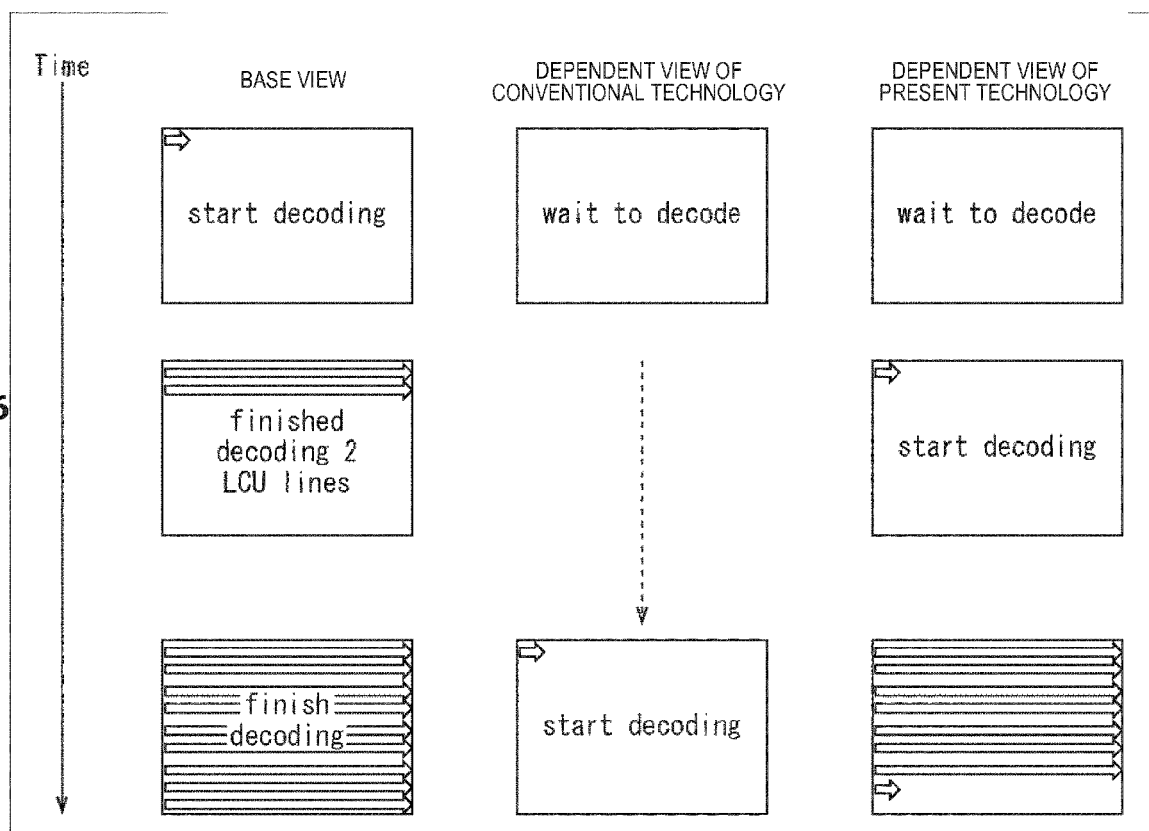 Time
BASE VIEW
DEPENDENT VIEW OF
CONVENTIONAL TECHNOLOGY
DEPENDENT VIEW OF
PRESENT TECHNOLOGY
start decoding
wait to decode
wait to decode
6
finished
decoding 2
LCU lines
start decoding
finish
decoding
start decoding